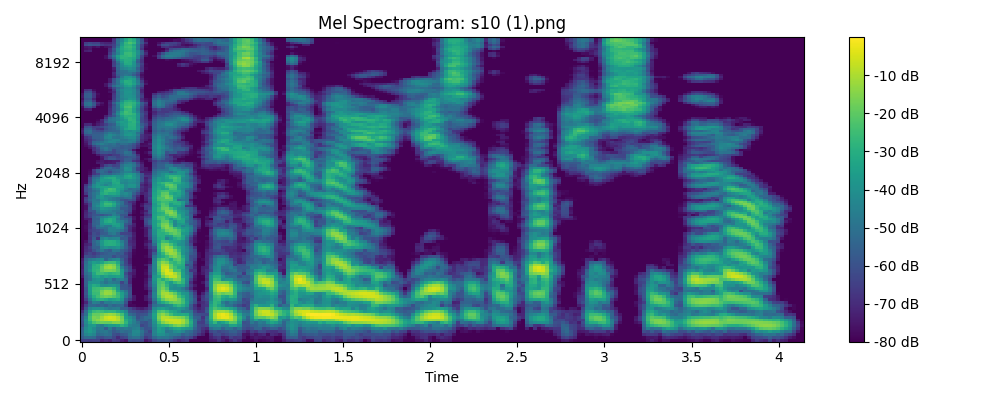 Mel Spectrogram: s10 (1).png
8192
4096
2048
1024
512
0
Hz
0 0.5 1 1.5 2 2.5 3 3.5 4
Time
-10 dB
-20 dB
-30 dB
-40 dB
-50 dB
-60 dB
-70 dB
-80 dB